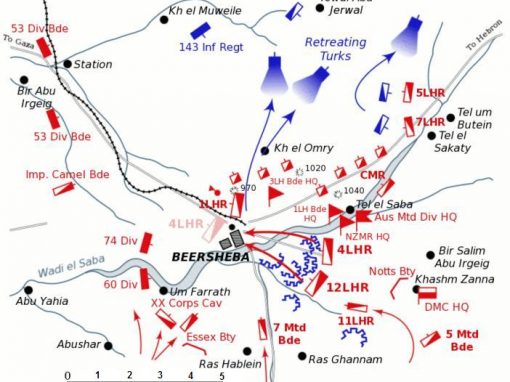 Kh el Muweile
Jerwal
53 Div Bde
143 Inf Regt
Retreating
Turks
To Gaza
To Hebron
Station
Bir Abu
Irgeig
5LHR
7LHR
Tel um
Butein
Tel el
Sakaty
53 Div Bde
Kh el Omry
1020
Imp. Camel Bde
970
3LH Bde HQ
CMR
1040
1LHR
1LH Bde
HQ
Tel el Saba
Aus Mtd Div HQ
4LHR
NZMR HQ
74 Div
BEERSHEBA
4LHR
Bir Salim
Abu Irgeig
Wadi el Saba
60 Div
Notts Bty
Khashm Zanna
Abu Yahia
Um Farrath
12LHR
XX Corps Cav
DMC HQ
11LHR
Essex Bty
7 Mtd
Bde
5 Mtd
Bde
Abushar
Ras Hablein
Ras Ghannam
0 1 2 3 4 5